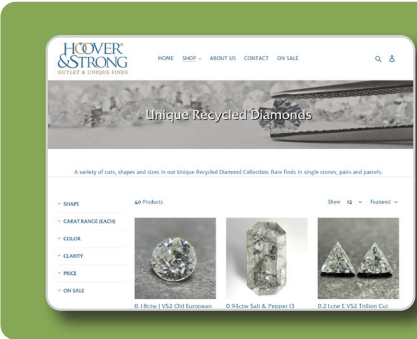 HOOVER
&STRONG
OUTLET & UNIQUE FINDS
HOME SHOP ABOUT US CONTACT ON SALE
Unique Recycled Diamonds
A variety of cuts, shapes and sizes in our Unique Recycled Diamond Collection. Rare finds in single stones, pairs and parcels.
40 Products
Show 12 Featured
SHAPE
CARAT RANGE (EACH)
COLOR
CLARITY
PRICE
ON SALE
0.18ctw J VS2 Old European
0.94ctw Salt & Pepper I3
0.21ctw E VS2 Trillion Cut